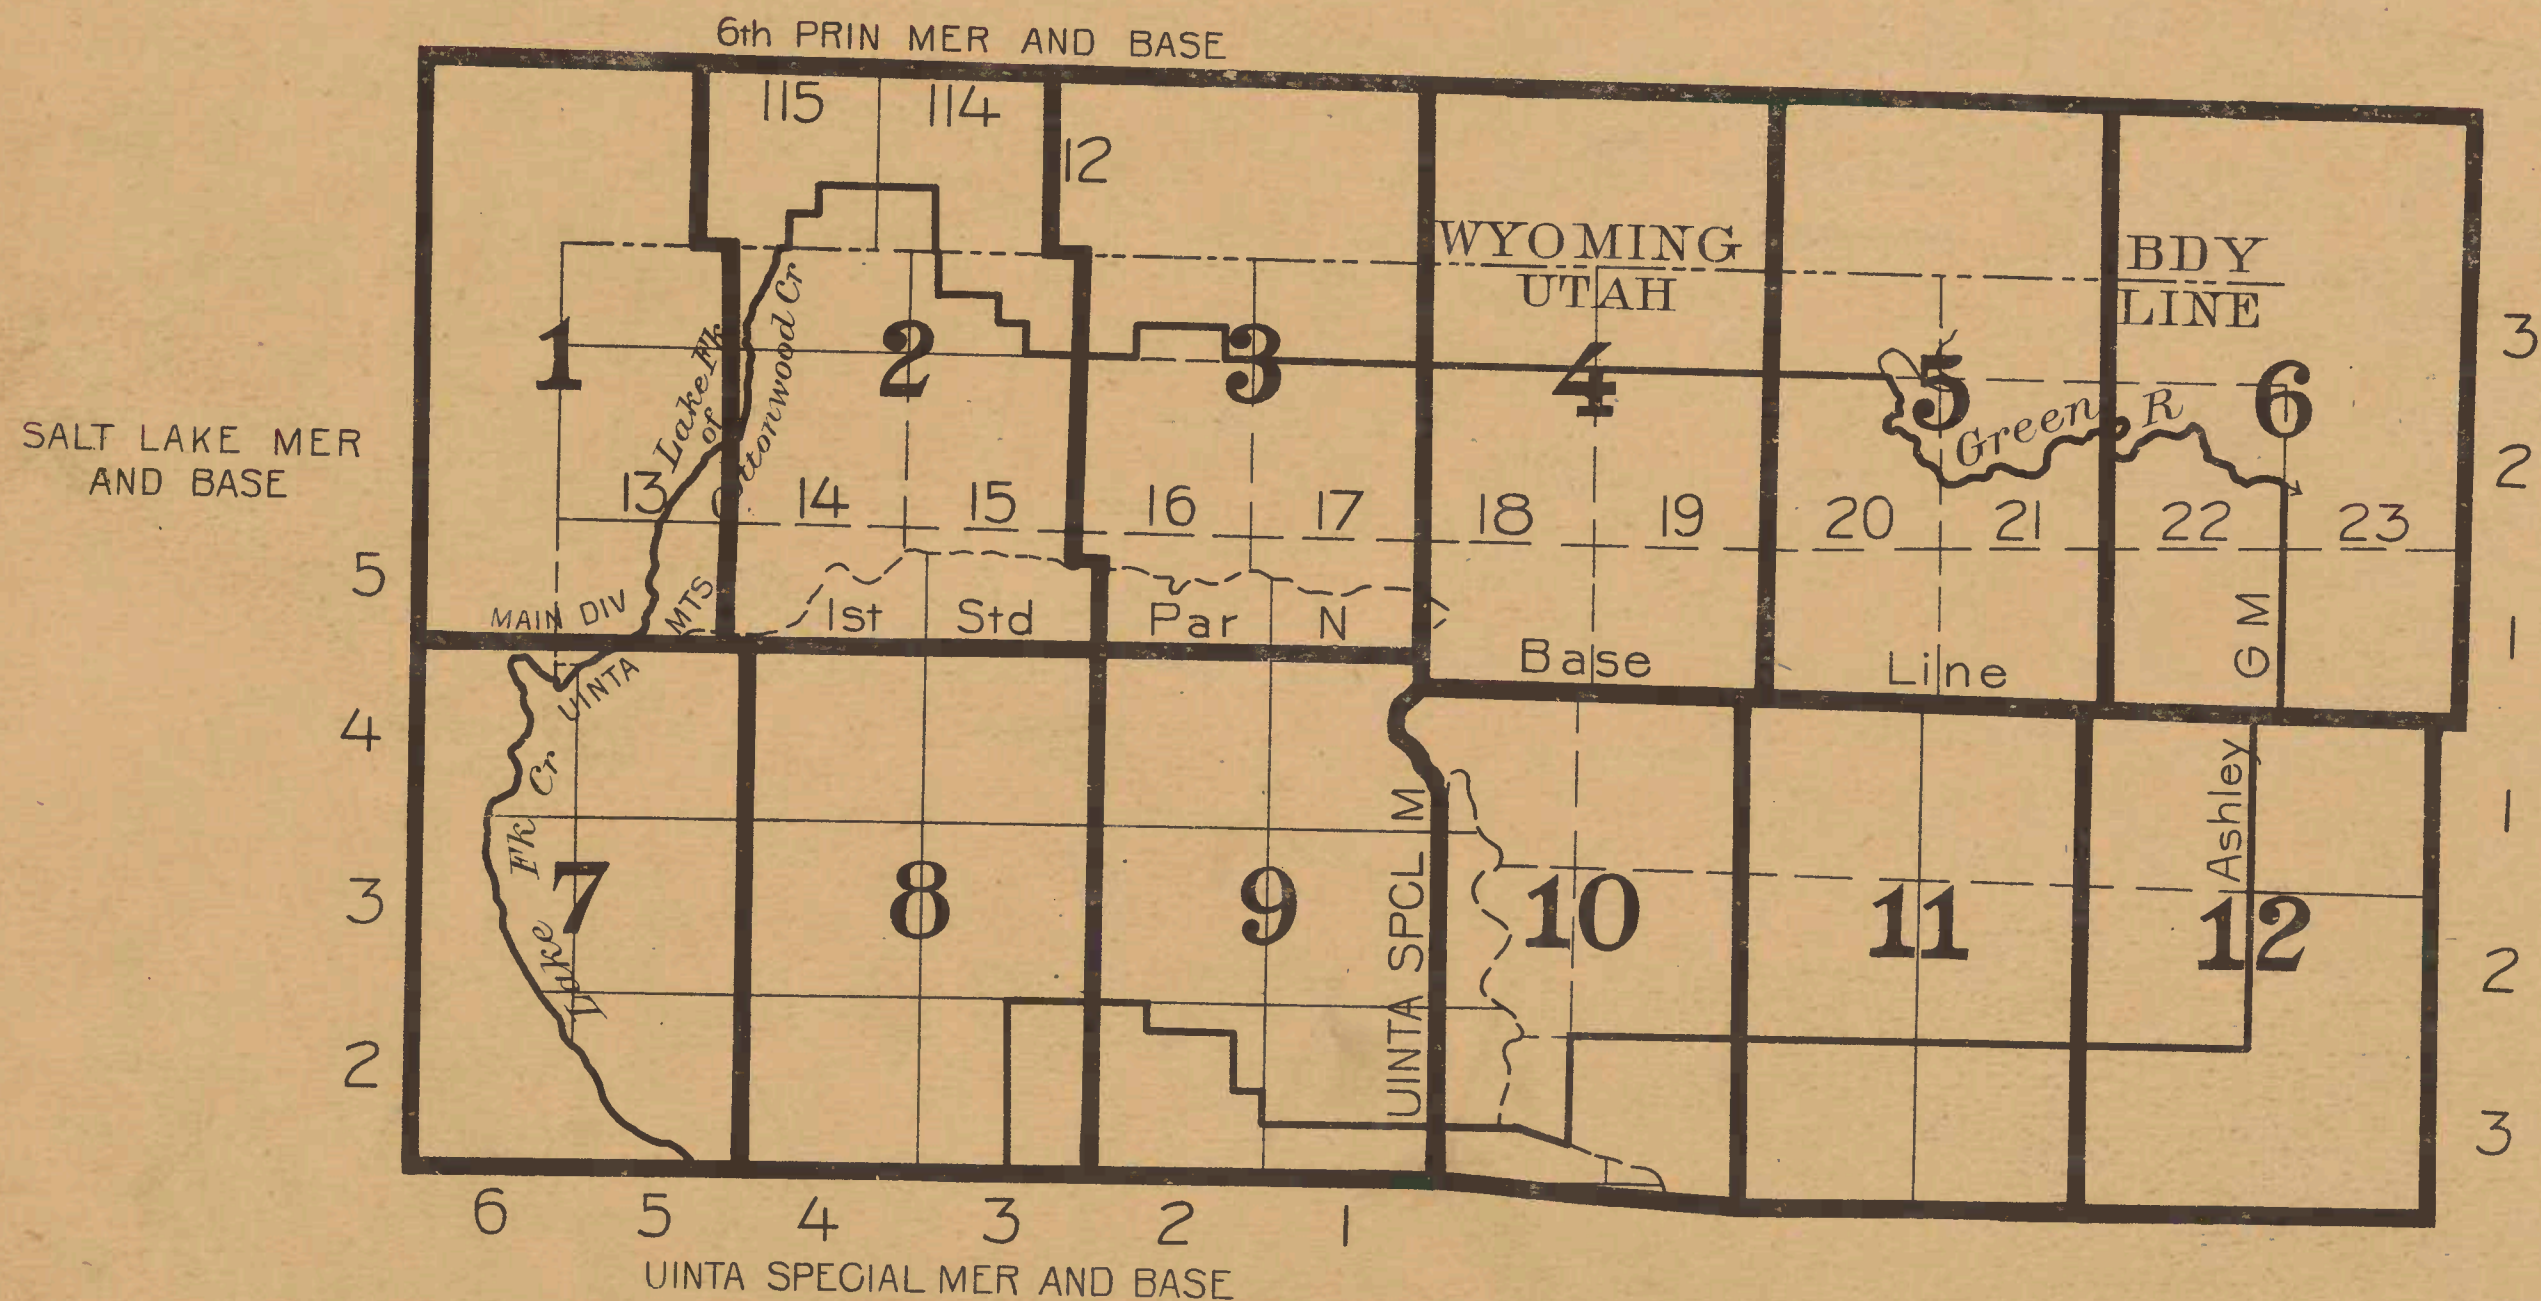 6th PRIN MER AND BASE
115 114
12
WYOMING BDY
UTAH LINE
1 2 3 4 5 6
3
Lake Fk
of
Cottonwood Cr
Green R
SALT LAKE MER
AND BASE
2
13 14 15 16 17 18 19 20 21 22 23
5
MAIN DIV
UINTA MTS
1st Std Par N
Base Line
G M
1
4
Lake Fk Cr
UINTA SPCL M
Ashley
1
3
7 8 9 10 11 12
2
2
3
6 5 4 3 2 1
UINTA SPECIAL MER AND BASE